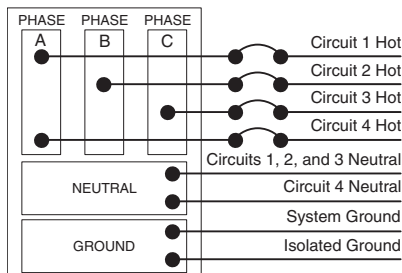 PHASE PHASE PHASE
A B C
Circuit 1 Hot
Circuit 2 Hot
Circuit 3 Hot
Circuit 4 Hot
Circuits 1, 2, and 3 Neutral
NEUTRAL
Circuit 4 Neutral
System Ground
GROUND
Isolated Ground